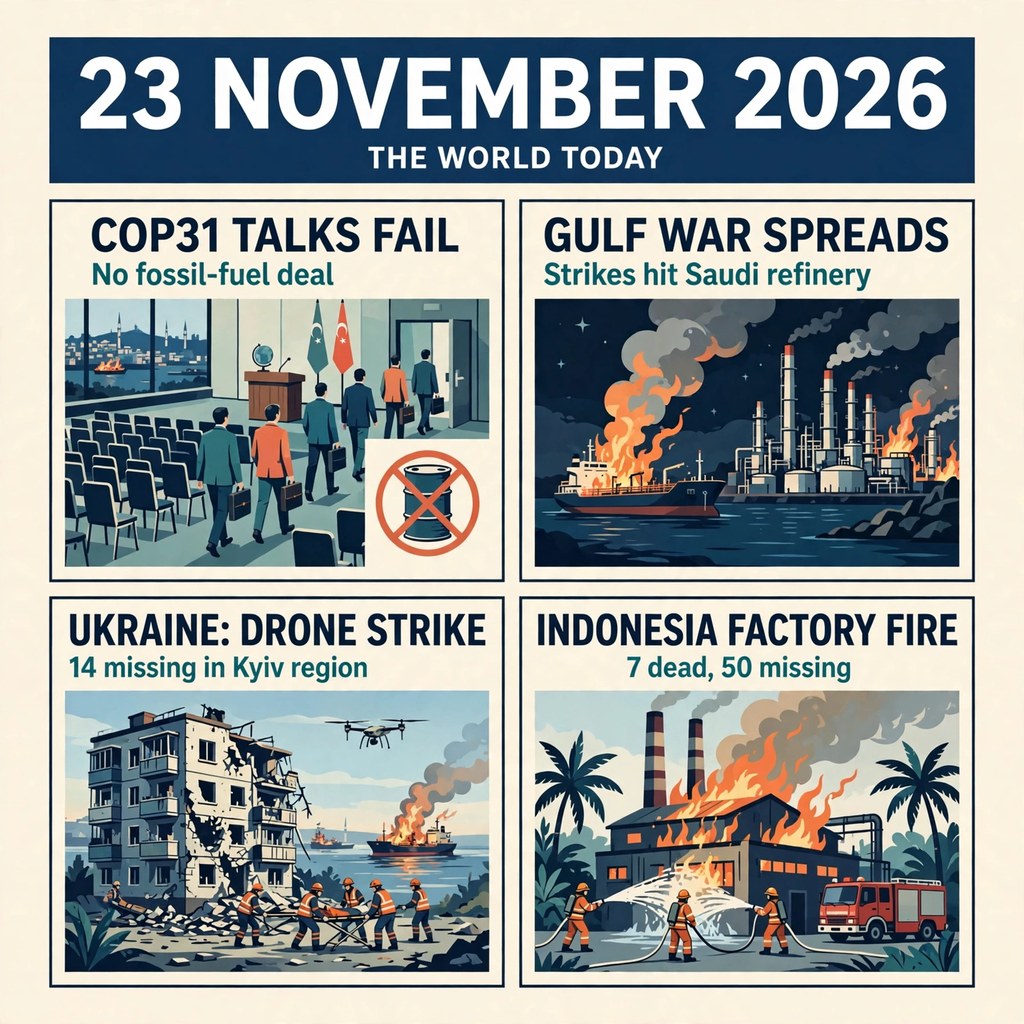 23 NOVEMBER 2026
THE WORLD TODAY
COP31 TALKS FAIL
No fossil-fuel deal
GULF WAR SPREADS
Strikes hit Saudi refinery
UKRAINE: DRONE STRIKE
14 missing in Kyiv region
INDONESIA FACTORY FIRE
7 dead, 50 missing